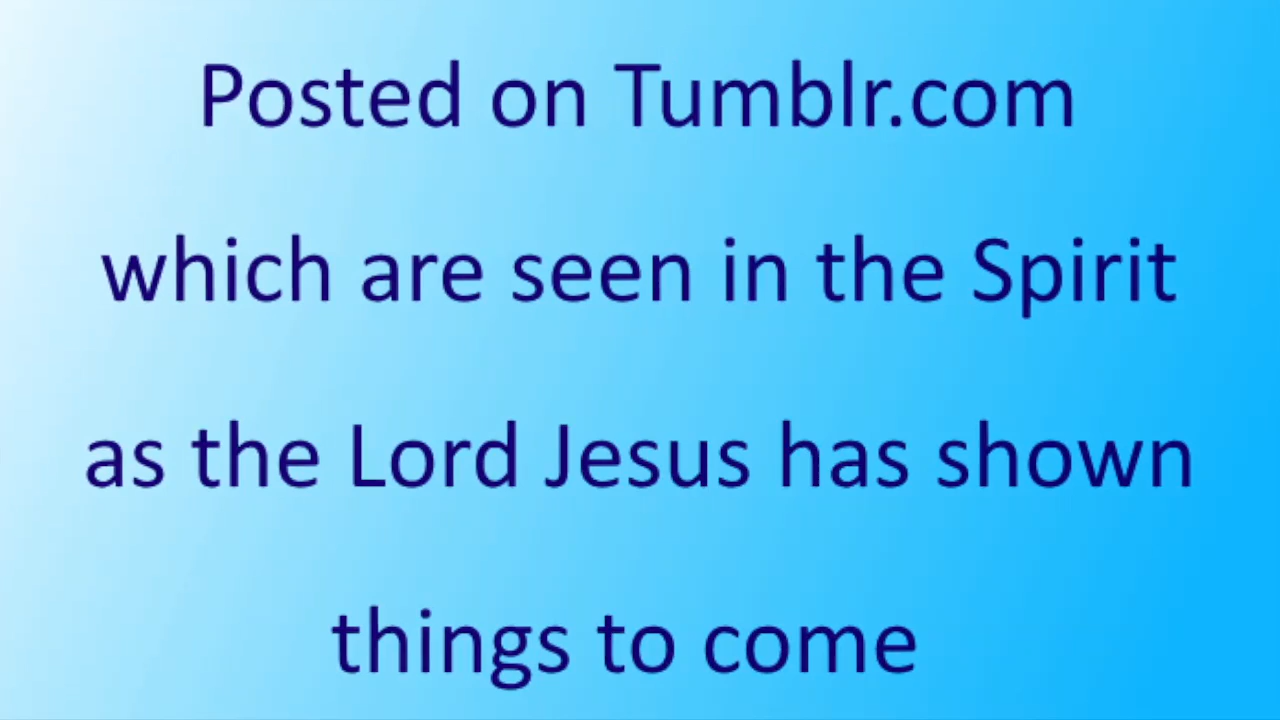 Posted on Tumblr.com
which are seen in the Spirit
as the Lord Jesus has shown
things to come